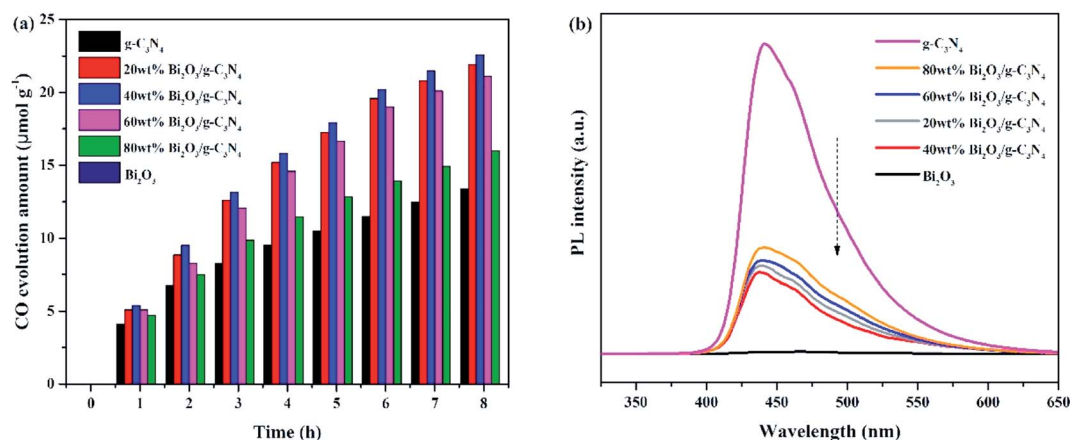 (a)
25
20
15
10
5
0
CO evolution amount (μmol g⁻¹)
g-C₃N₄
20wt% Bi₂O₃/g-C₃N₄
40wt% Bi₂O₃/g-C₃N₄
60wt% Bi₂O₃/g-C₃N₄
80wt% Bi₂O₃/g-C₃N₄
Bi₂O₃
0 1 2 3 4 5 6 7 8
Time (h)
(b)
PL intensity (a.u.)
g-C₃N₄
80wt% Bi₂O₃/g-C₃N₄
60wt% Bi₂O₃/g-C₃N₄
20wt% Bi₂O₃/g-C₃N₄
40wt% Bi₂O₃/g-C₃N₄
Bi₂O₃
350 400 450 500 550 600 650
Wavelength (nm)